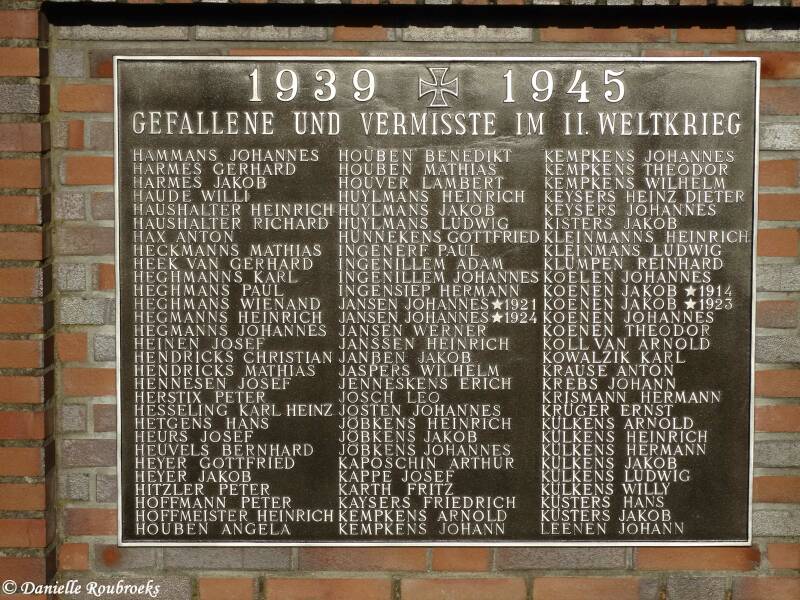 1939 1945
GEFALLENE UND VERMISSTE IM II. WELTKRIEG
HAMMANS JOHANNES
HARMES GERHARD
HARMES JAKOB
HAUDE WILLI
HAUSHALTER HEINRICH
HAUSHALTER RICHARD
HAX ANTON
HECKMANNS MATHIAS
HEEK VAN GERHARD
HEGHMANNS KARL
HEGHMANS PAUL
HEGHMANS WIENAND
HEGMANNS HEINRICH
HEGMANNS JOHANNES
HEINEN JOSEF
HENDRICKS CHRISTIAN
HENDRICKS MATHIAS
HENNESEN JOSEF
HERSTIX PETER
HESSELING KARL HEINZ
HETGENS HANS
HEURS JOSEF
HEUVELS BERNHARD
HEYER GOTTFRIED
HEYER JAKOB
HITZLER PETER
HOFFMANN PETER
HOFFMEISTER HEINRICH
HOUBEN ANGELA
HOUBEN BENEDIKT
HOUBEN MATHIAS
HOUVER LAMBERT
HUYLMANS HEINRICH
HUYLMANS JAKOB
HUYLMANS LUDWIG
HÜNNEKENS GOTTFRIED
INGENERF PAUL
INGENILLEM ADAM
INGENILLEM JOHANNES
INGENSIEP HERMANN
JANSEN JOHANNES ★1921
JANSEN JOHANNES ★1924
JANSEN WERNER
JANSSEN HEINRICH
JANßEN JAKOB
JASPERS WILHELM
JENNESKENS ERICH
JOSCH LEO
JOSTEN JOHANNES
JÖBKENS HEINRICH
JÖBKENS JAKOB
JÖBKENS JOHANNES
KAPOSCHIN ARTHUR
KAPPE JOSEF
KARTH FRITZ
KAYSERS FRIEDRICH
KEMPKENS ARNOLD
KEMPKENS JOHANN
KEMPKENS JOHANNES
KEMPKENS THEODOR
KEMPKENS WILHELM
KEYSERS HEINZ DIETER
KEYSERS JOHANNES
KISTERS JAKOB
KLEINMANNS HEINRICH
KLEINMANS LUDWIG
KLUMPEN REINHARD
KOELEN JOHANNES
KOENEN JAKOB ★1914
KOENEN JAKOB ★1923
KOENEN JOHANNES
KOENEN THEODOR
KOLL VAN ARNOLD
KOWALZIK KARL
KRAUSE ANTON
KREBS JOHANN
KRISMANN HERMANN
KRÜGER ERNST
KÜLKENS ARNOLD
KÜLKENS HEINRICH
KÜLKENS HERMANN
KÜLKENS JAKOB
KÜLKENS LUDWIG
KÜLKENS WILLY
KÜSTERS HANS
KÜSTERS JAKOB
LEENEN JOHANN
© Danielle Roubroeks